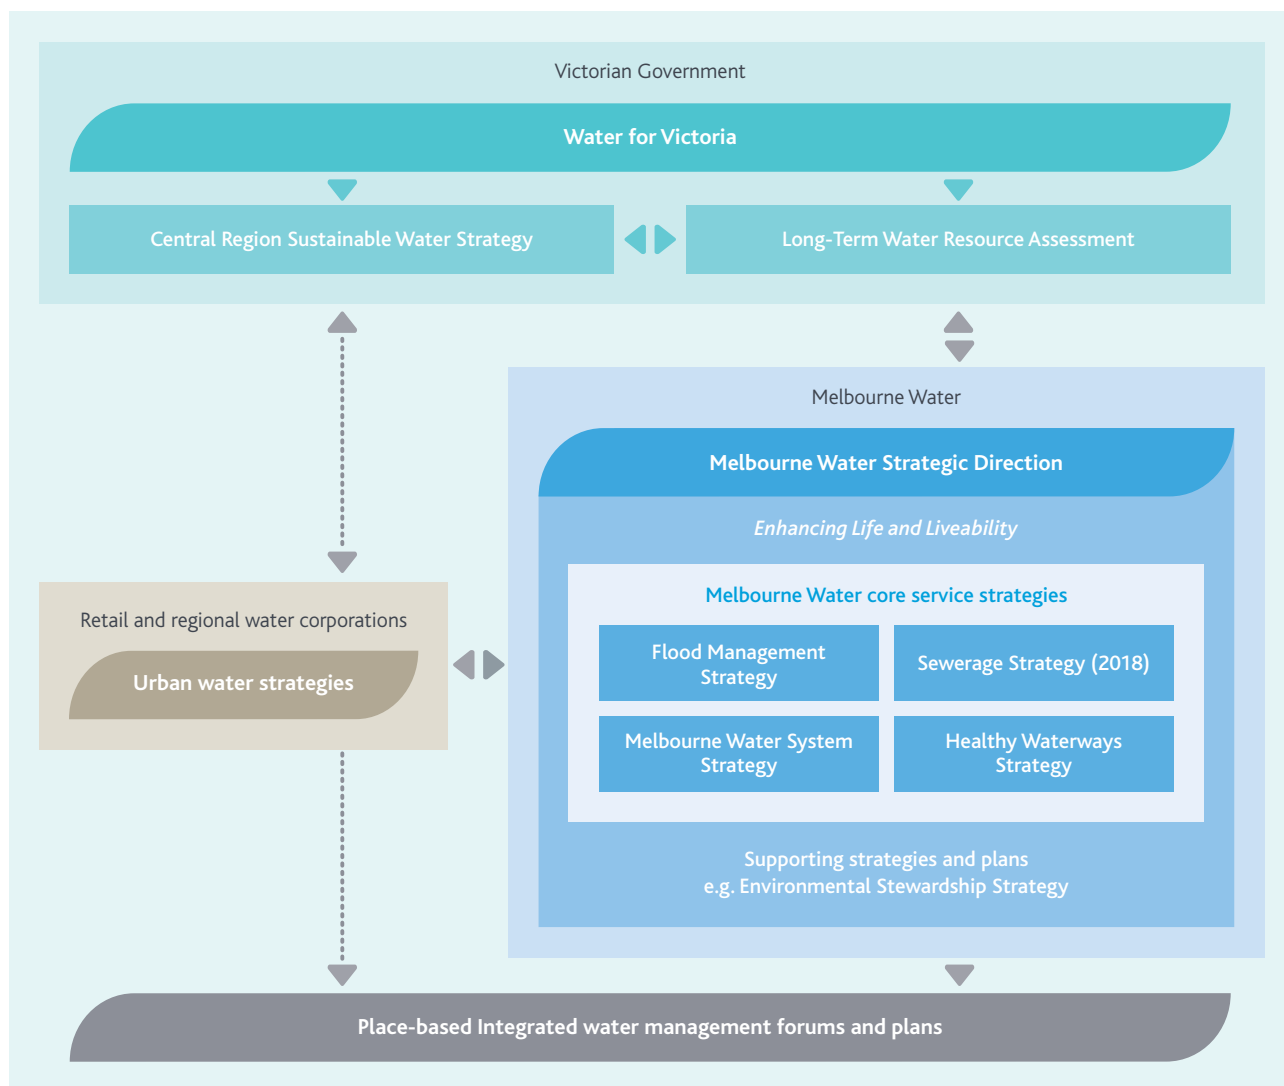 Victorian Government
Water for Victoria
Central Region Sustainable Water Strategy
Long-Term Water Resource Assessment
Melbourne Water
Melbourne Water Strategic Direction
Enhancing Life and Liveability
Melbourne Water core service strategies
Flood Management
Strategy
Sewerage Strategy (2018)
Melbourne Water System
Strategy
Healthy Waterways
Strategy
Supporting strategies and plans
e.g. Environmental Stewardship Strategy
Retail and regional water corporations
Urban water strategies
Place-based Integrated water management forums and plans